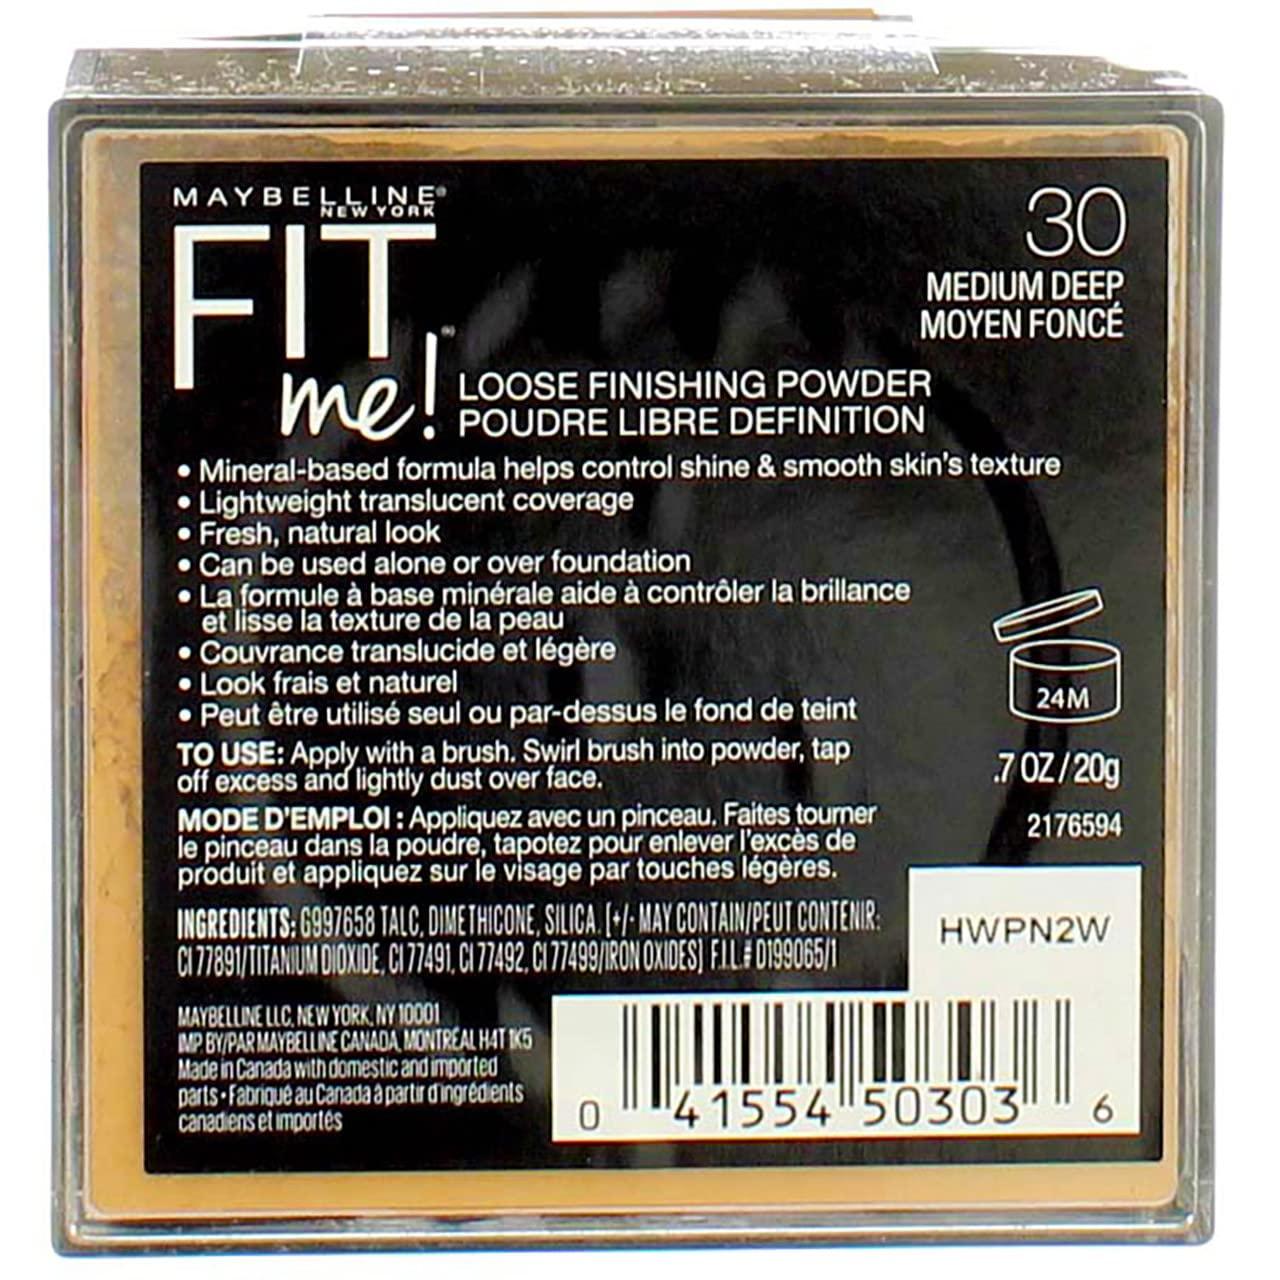 MAYBELLINE®
NEW YORK
FIT
me!™
30
MEDIUM DEEP
MOYEN FONCÉ
LOOSE FINISHING POWDER
POUDRE LIBRE DEFINITION
• Mineral-based formula helps control shine & smooth skin's texture
• Lightweight translucent coverage
• Fresh, natural look
• Can be used alone or over foundation
• La formule à base minérale aide à contrôler la brillance
et lisse la texture de la peau
• Couvrance translucide et légère
• Look frais et naturel
• Peut être utilisé seul ou par-dessus le fond de teint
24M
TO USE: Apply with a brush. Swirl brush into powder, tap
off excess and lightly dust over face.
.7 OZ / 20g
2176594
MODE D'EMPLOI : Appliquez avec un pinceau. Faites tourner
le pinceau dans la poudre, tapotez pour enlever l'excès de
produit et appliquez sur le visage par touches légères.
INGREDIENTS: G997658 TALC, DIMETHICONE, SILICA. [+/- MAY CONTAIN/PEUT CONTENIR:
CI 77891/TITANIUM DIOXIDE, CI 77491, CI 77492, CI 77499/IRON OXIDES] F.I.L.# D199065/1
HWPN2W
MAYBELLINE LLC, NEW YORK, NY 10001
IMP. BY/PAR MAYBELLINE CANADA, MONTRÉAL H4T 1K5
Made in Canada with domestic and imported
parts • Fabriqué au Canada à partir d'ingrédients
canadiens et importés
0 41554 50303 6